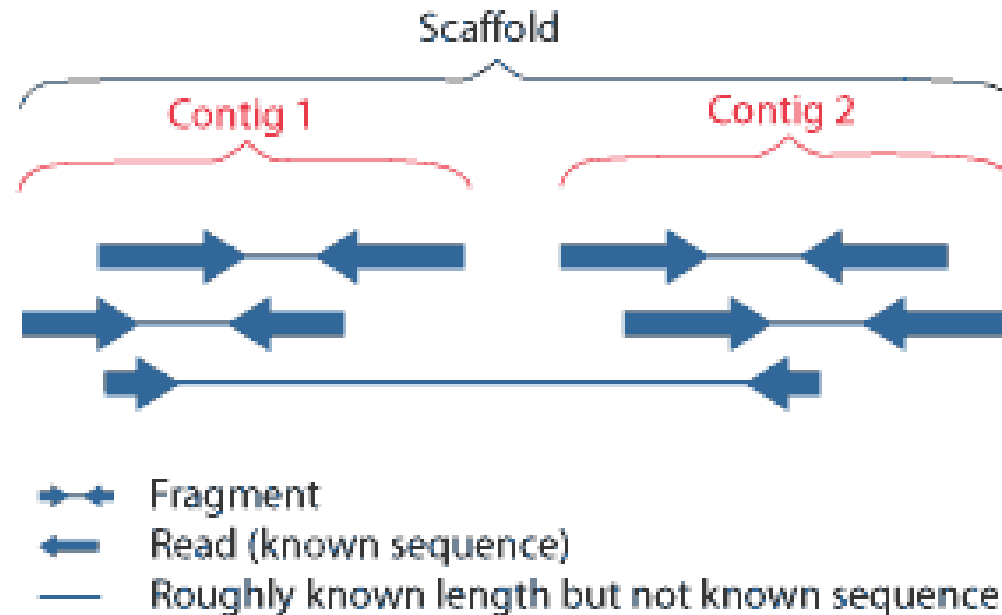 Scaffold
Contig 1 Contig 2
Fragment
Read (known sequence)
Roughly known length but not known sequence